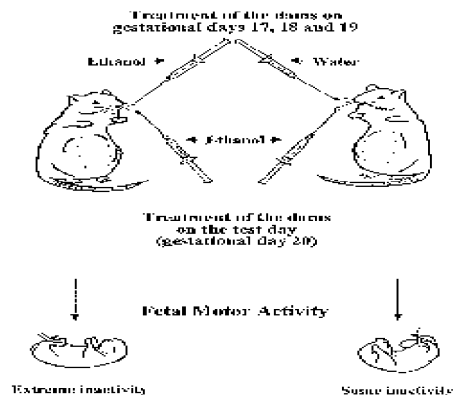 Treatment of the dams on
gestational days 17, 18 and 19
Ethanol
Water
Ethanol
Treatment of the dams
on the test day
(gestational day 20)
Fetal Motor Activity
Extreme inactivity
Some inactivity